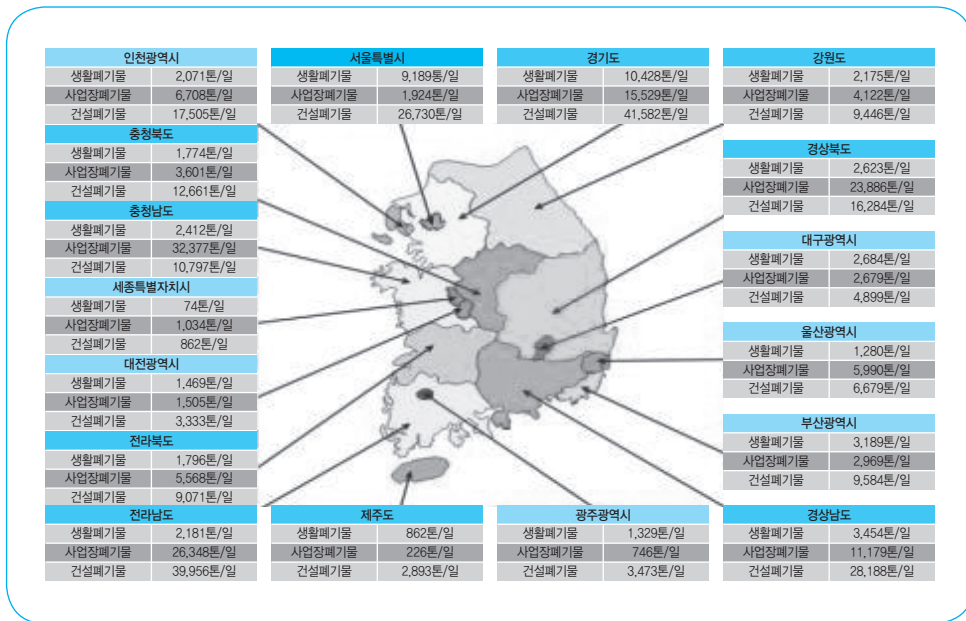 인천광역시
생활폐기물 2,071톤/일
사업장폐기물 6,708톤/일
건설폐기물 17,505톤/일
서울특별시
생활폐기물 9,189톤/일
사업장폐기물 1,924톤/일
건설폐기물 26,730톤/일
경기도
생활폐기물 10,428톤/일
사업장폐기물 15,529톤/일
건설폐기물 41,582톤/일
강원도
생활폐기물 2,175톤/일
사업장폐기물 4,122톤/일
건설폐기물 9,446톤/일
충청북도
생활폐기물 1,774톤/일
사업장폐기물 3,601톤/일
건설폐기물 12,661톤/일
경상북도
생활폐기물 2,623톤/일
사업장폐기물 23,886톤/일
건설폐기물 16,284톤/일
충청남도
생활폐기물 2,412톤/일
사업장폐기물 32,377톤/일
건설폐기물 10,797톤/일
대구광역시
생활폐기물 2,684톤/일
사업장폐기물 2,679톤/일
건설폐기물 4,899톤/일
세종특별자치시
생활폐기물 74톤/일
사업장폐기물 1,034톤/일
건설폐기물 862톤/일
울산광역시
생활폐기물 1,280톤/일
사업장폐기물 5,990톤/일
건설폐기물 6,679톤/일
대전광역시
생활폐기물 1,469톤/일
사업장폐기물 1,505톤/일
건설폐기물 3,333톤/일
부산광역시
생활폐기물 3,189톤/일
사업장폐기물 2,969톤/일
건설폐기물 9,584톤/일
전라북도
생활폐기물 1,796톤/일
사업장폐기물 5,568톤/일
건설폐기물 9,071톤/일
전라남도
생활폐기물 2,181톤/일
사업장폐기물 26,348톤/일
건설폐기물 39,956톤/일
제주도
생활폐기물 862톤/일
사업장폐기물 226톤/일
건설폐기물 2,893톤/일
광주광역시
생활폐기물 1,329톤/일
사업장폐기물 746톤/일
건설폐기물 3,473톤/일
경상남도
생활폐기물 3,454톤/일
사업장폐기물 11,179톤/일
건설폐기물 28,188톤/일